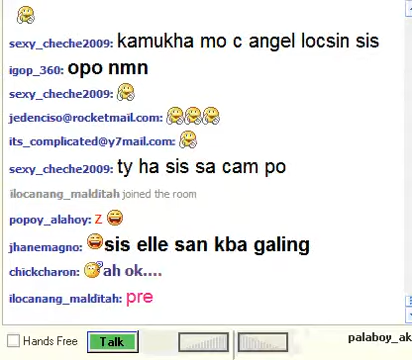 sexy_cheche2009: kamukha mo c angel locsin sis
igop_360: opo nmn
sexy_cheche2009:
jedenciso@rocketmail.com:
its_complicated@y7mail.com:
sexy_cheche2009: ty ha sis sa cam po
ilocanang_malditah joined the room
popoy_alahoy: z
jhanemagno: sis elle san kba galing
chickcharon: ah ok....
ilocanang_malditah: pre
Hands Free Talk palaboy_ak